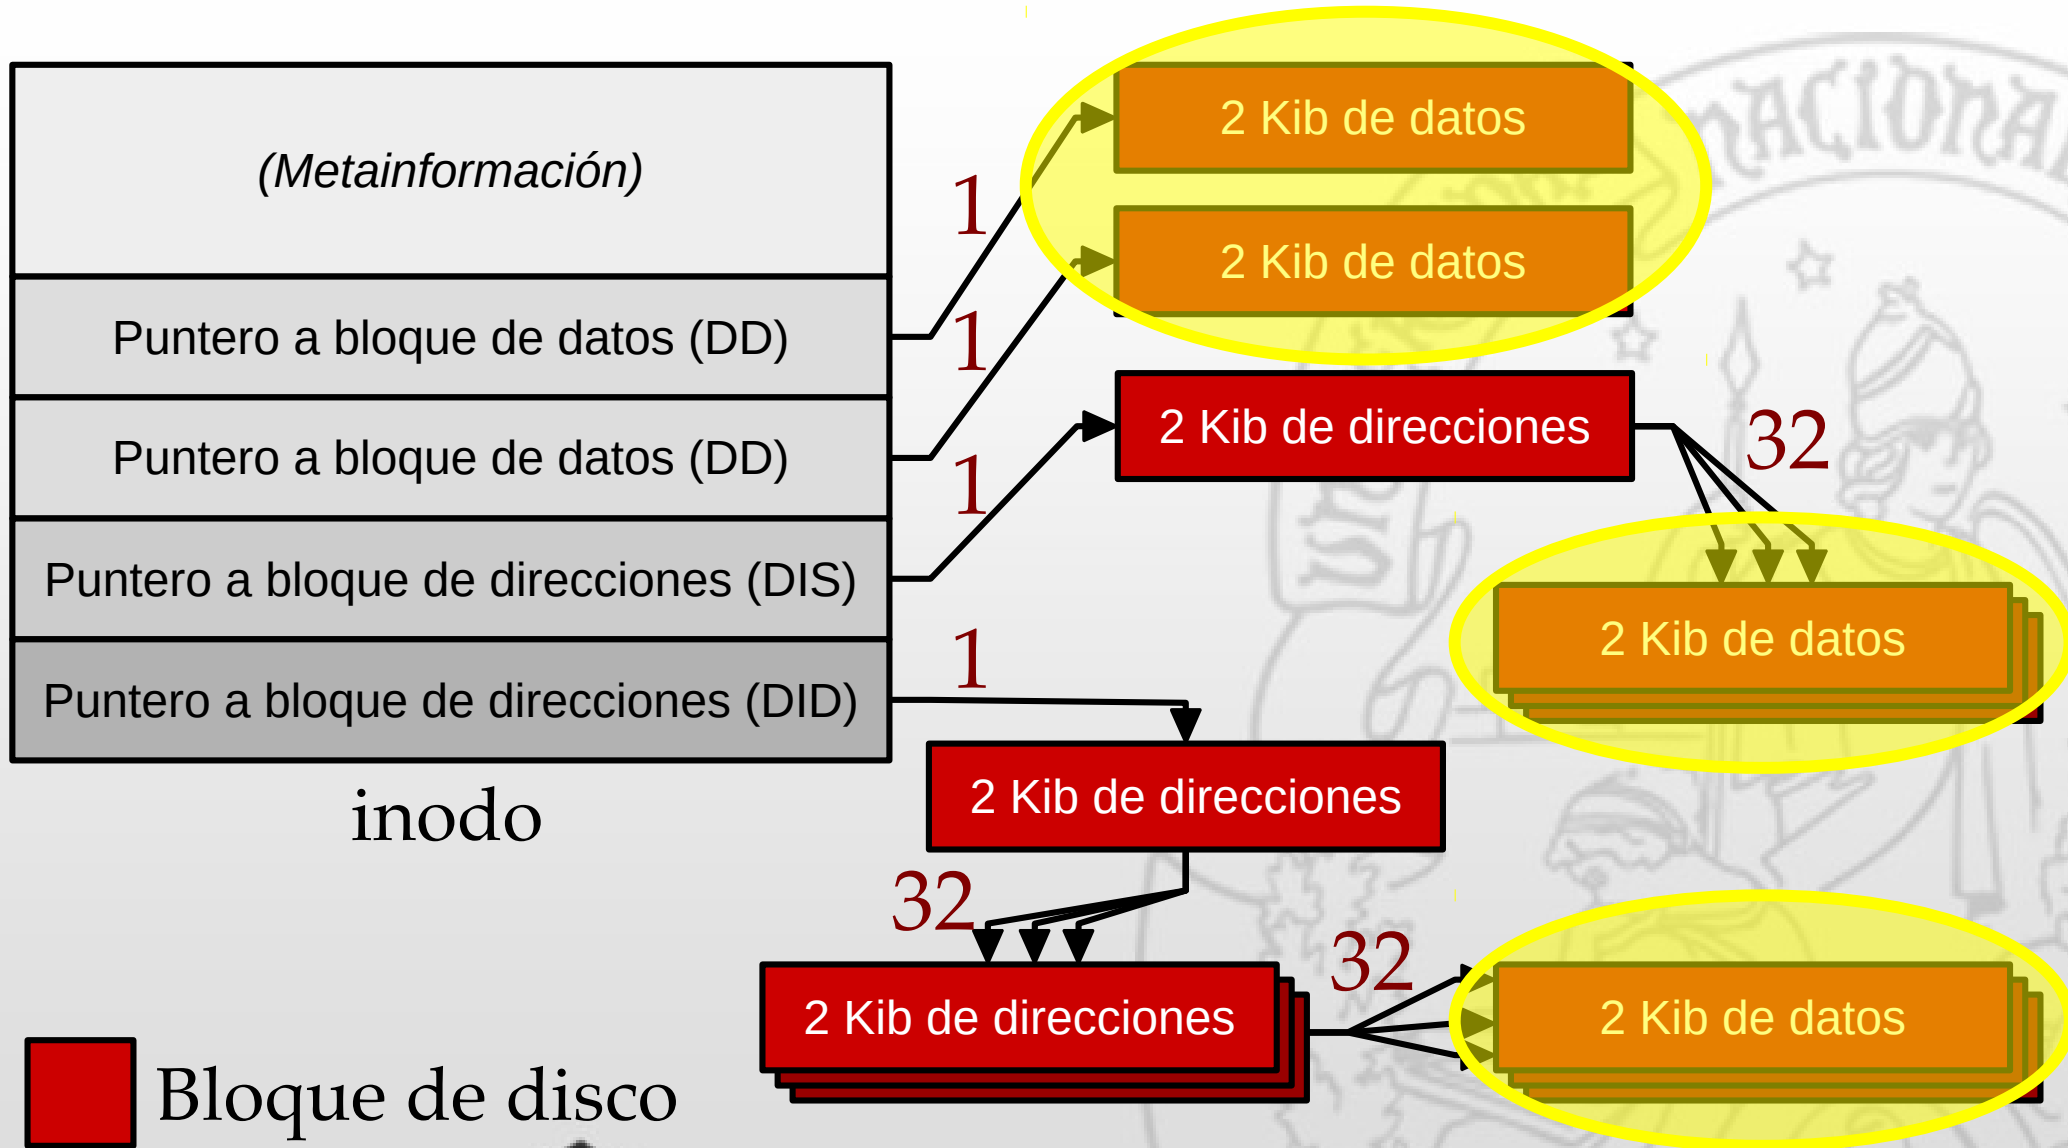 (Metainformación)
Puntero a bloque de datos (DD)
Puntero a bloque de datos (DD)
Puntero a bloque de direcciones (DIS)
Puntero a bloque de direcciones (DID)
inodo
1
1
1
1
2 Kib de datos
2 Kib de datos
2 Kib de direcciones
32
2 Kib de datos
2 Kib de direcciones
32
2 Kib de direcciones
32
2 Kib de datos
Bloque de disco